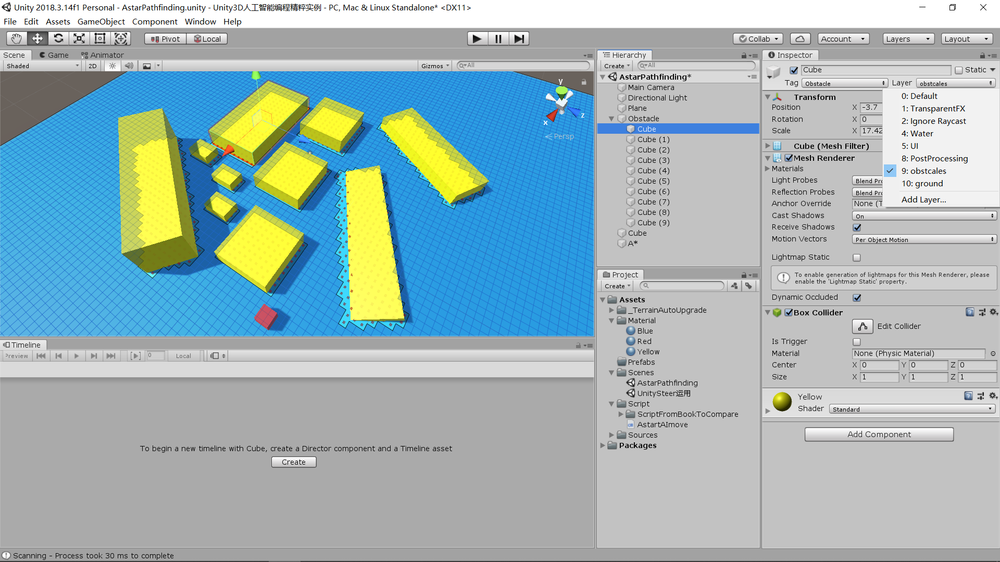 Unity 2018.3.14f1 Personal - AstarPathfinding.unity - Unity3D人工智能编程精粹实例 - PC, Mac & Linux Standalone* <DX11>
File Edit Assets GameObject Component Window Help
Pivot Local Collab Account Layers Layout
Scene Game Animator
Shaded 2D Gizmos All
y
x
z
Persp
Timeline
Preview 0 Local
To begin a new timeline with Cube, create a Director component and a Timeline asset
Create
Scanning - Process took 30 ms to complete
Hierarchy
Create All
AstarPathfinding*
Main Camera
Directional Light
Plane
Obstacle
Cube
Cube (1)
Cube (2)
Cube (3)
Cube (4)
Cube (5)
Cube (6)
Cube (7)
Cube (8)
Cube (9)
Cube
A*
Project
Create
Assets
_TerrainAutoUpgrade
Material
Blue
Red
Yellow
Prefabs
Scenes
AstarPathfinding
UnitySteer运用
Script
ScriptFromBookToCompare
AstartAImove
Sources
Packages
Inspector
Cube Static
Tag Obstacle Layer obstcales
0: Default
1: TransparentFX
2: Ignore Raycast
4: Water
5: UI
8: PostProcessing
9: obstcales
10: ground
Add Layer...
Transform
Position X -3.7
Rotation X 0
Scale X 17.42
Cube (Mesh Filter)
Mesh Renderer
Materials
Light Probes Blend Pro
Reflection Probes Blend Pro
Anchor Override None (T
Cast Shadows On
Receive Shadows
Motion Vectors Per Object Motion
Lightmap Static
To enable generation of lightmaps for this Mesh Renderer, please
enable the 'Lightmap Static' property.
Dynamic Occluded
Box Collider
Edit Collider
Is Trigger
Material None (Physic Material)
Center X 0 Y 0 Z 0
Size X 1 Y 1 Z 1
Yellow
Shader Standard
Add Component